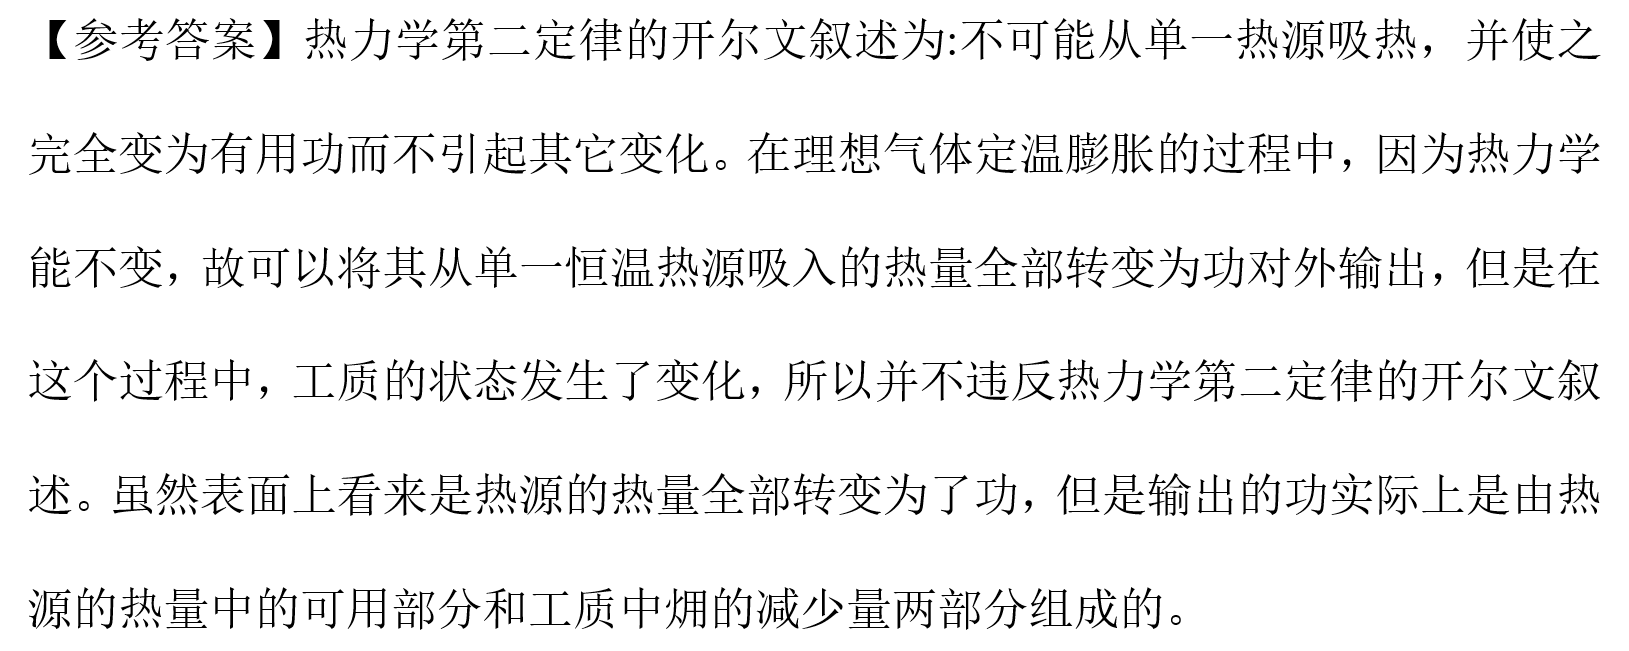 【参考答案】热力学第二定律的开尔文叙述为:不可能从单一热源吸热，并使之
完全变为有用功而不引起其它变化。在理想气体定温膨胀的过程中，因为热力学
能不变，故可以将其从单一恒温热源吸入的热量全部转变为功对外输出，但是在
这个过程中，工质的状态发生了变化，所以并不违反热力学第二定律的开尔文叙
述。虽然表面上看来是热源的热量全部转变为了功，但是输出的功实际上是由热
源的热量中的可用部分和工质中㶲的减少量两部分组成的。